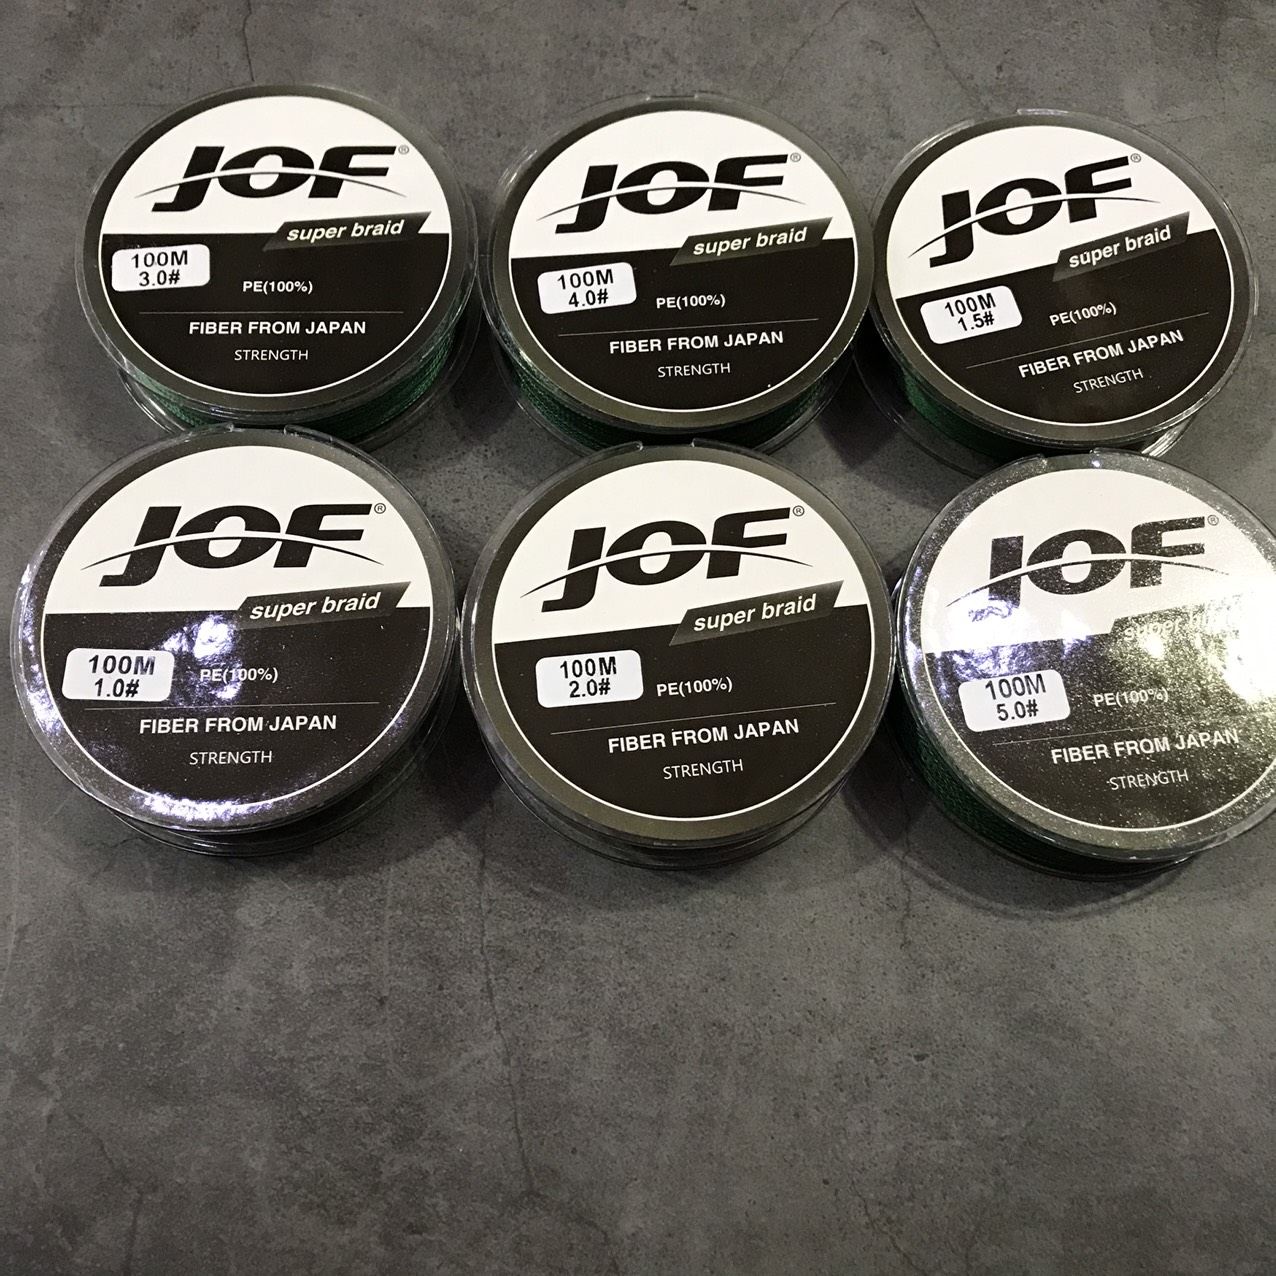 JOF®
super braid
100M
3.0#
PE(100%)
FIBER FROM JAPAN
STRENGTH
JOF®
super braid
100M
4.0#
PE(100%)
FIBER FROM JAPAN
STRENGTH
JOF®
super braid
100M
1.5#
PE(100%)
FIBER FROM JAPAN
STRENGTH
JOF®
super braid
100M
1.0#
PE(100%)
FIBER FROM JAPAN
STRENGTH
JOF®
super braid
100M
2.0#
PE(100%)
FIBER FROM JAPAN
STRENGTH
JOF®
super braid
100M
5.0#
PE(100%)
FIBER FROM JAPAN
STRENGTH